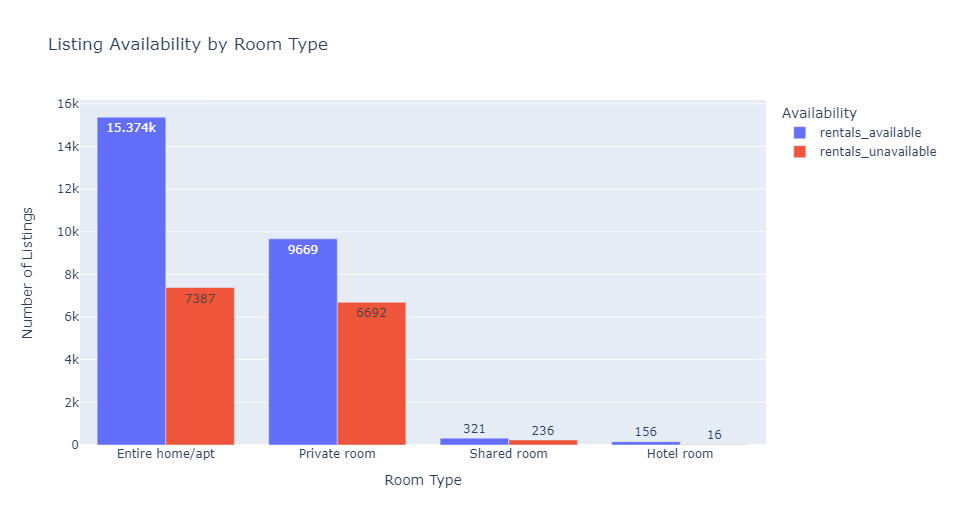 Listing Availability by Room Type
Availability
rentals_available
rentals_unavailable
Number of Listings
16k
14k
12k
10k
8k
6k
4k
2k
0
15.374k
7387
9669
6692
321
236
156
16
Entire home/apt
Private room
Shared room
Hotel room
Room Type